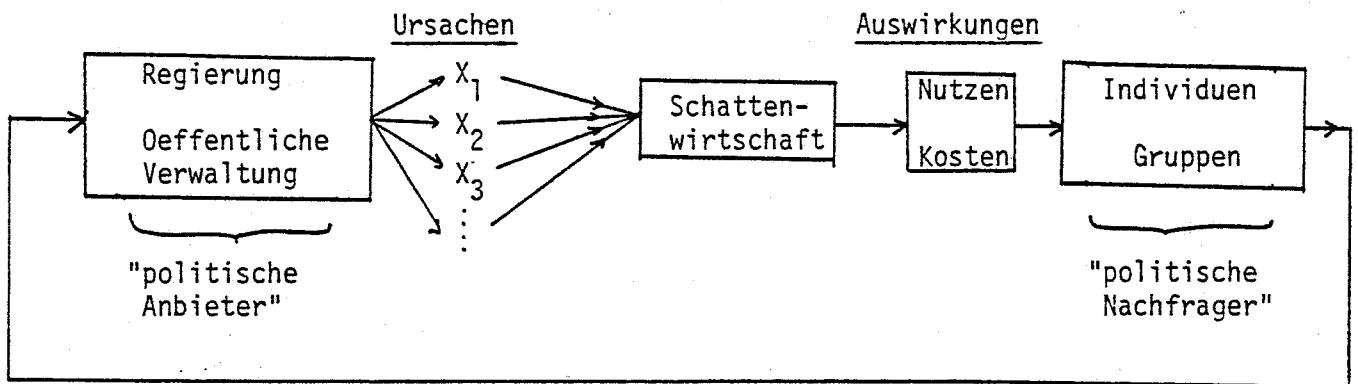 Ursachen
Auswirkungen
Regierung
Oeffentliche
Verwaltung
"politische
Anbieter"
X1
X2
X3
⋮
Schatten-
wirtschaft
Nutzen
Kosten
Individuen
Gruppen
"politische
Nachfrager"